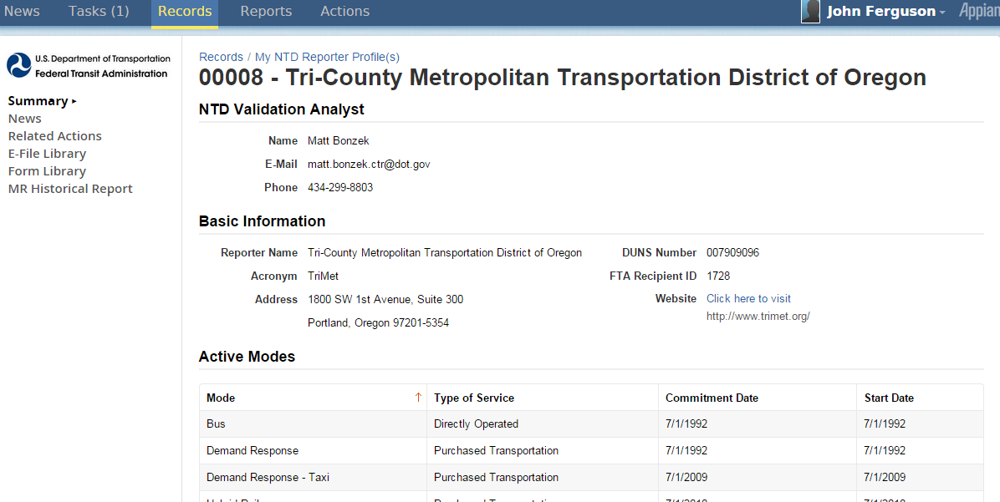 News Tasks (1) Records Reports Actions John Ferguson Appian
U.S. Department of Transportation
Federal Transit Administration
Summary
News
Related Actions
E-File Library
Form Library
MR Historical Report
Records / My NTD Reporter Profile(s)
00008 - Tri-County Metropolitan Transportation District of Oregon
NTD Validation Analyst
Name Matt Bonzek
E-Mail matt.bonzek.ctr@dot.gov
Phone 434-299-8803
Basic Information
Reporter Name Tri-County Metropolitan Transportation District of Oregon DUNS Number 007909096
Acronym TriMet FTA Recipient ID 1728
Address 1800 SW 1st Avenue, Suite 300 Website Click here to visit
http://www.trimet.org/
Portland, Oregon 97201-5354
Active Modes
Mode ↑ Type of Service Commitment Date Start Date
Bus Directly Operated 7/1/1992 7/1/1992
Demand Response Purchased Transportation 7/1/1992 7/1/1992
Demand Response - Taxi Purchased Transportation 7/1/2009 7/1/2009